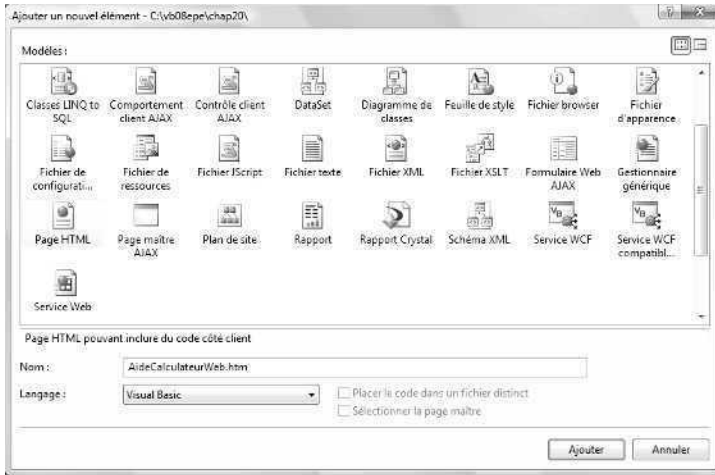 Ajouter un nouvel élément - C:\vb08epe\chap20\
Modèles :
Classes LINQ to SQL
Comportement client AJAX
Contrôle client AJAX
DataSet
Diagramme de classes
Feuille de style
Fichier browser
Fichier d'apparence
Fichier de configurati...
Fichier de ressources
Fichier JScript
Fichier texte
Fichier XML
Fichier XSLT
Formulaire Web AJAX
Gestionnaire générique
Page HTML
Page maître AJAX
Plan de site
Rapport
Rapport Crystal
Schéma XML
Service WCF
Service WCF compatibl...
Service Web
Page HTML pouvant inclure du code côté client
Nom :
AideCalculateurWeb.htm
Langage :
Visual Basic
Placer le code dans un fichier distinct
Sélectionner la page maître
Ajouter
Annuler